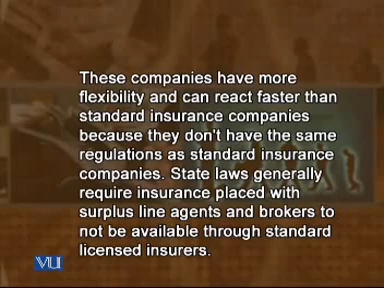 These companies have more
flexibility and can react faster than
standard insurance companies
because they don't have the same
regulations as standard insurance
companies. State laws generally
require insurance placed with
surplus line agents and brokers to
not be available through standard
licensed insurers.
VU